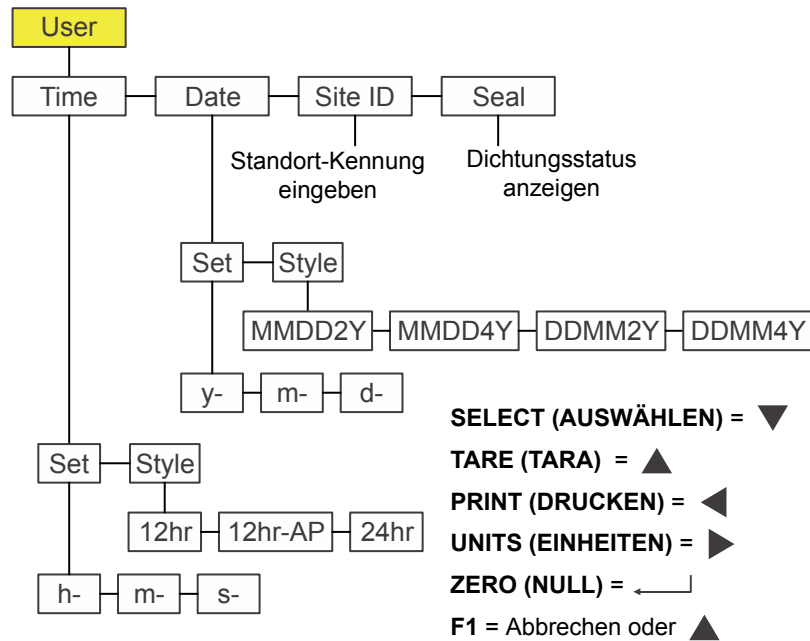 User
Time Date Site ID Seal
Standort-Kennung
eingeben
Dichtungsstatus
anzeigen
Set Style
MMDD2Y MMDD4Y DDMM2Y DDMM4Y
y- m- d-
Set Style
12hr 12hr-AP 24hr
h- m- s-
SELECT (AUSWÄHLEN) = ▼
TARE (TARA) = ▲
PRINT (DRUCKEN) = ◀
UNITS (EINHEITEN) = ▶
ZERO (NULL) = ↵
F1 = Abbrechen oder ▲